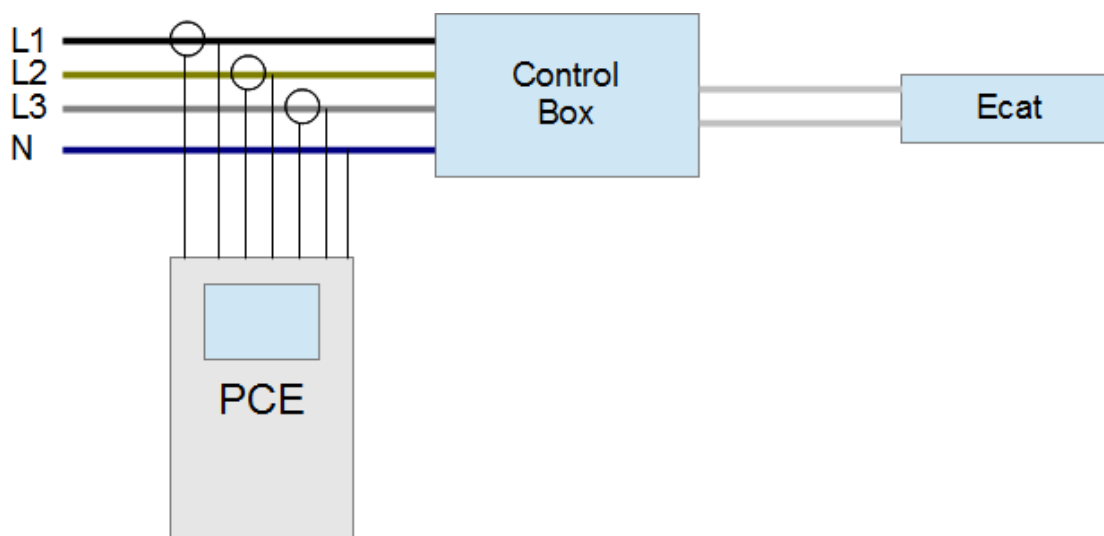 L1
L2
L3
N
Control
Box
Ecat
PCE